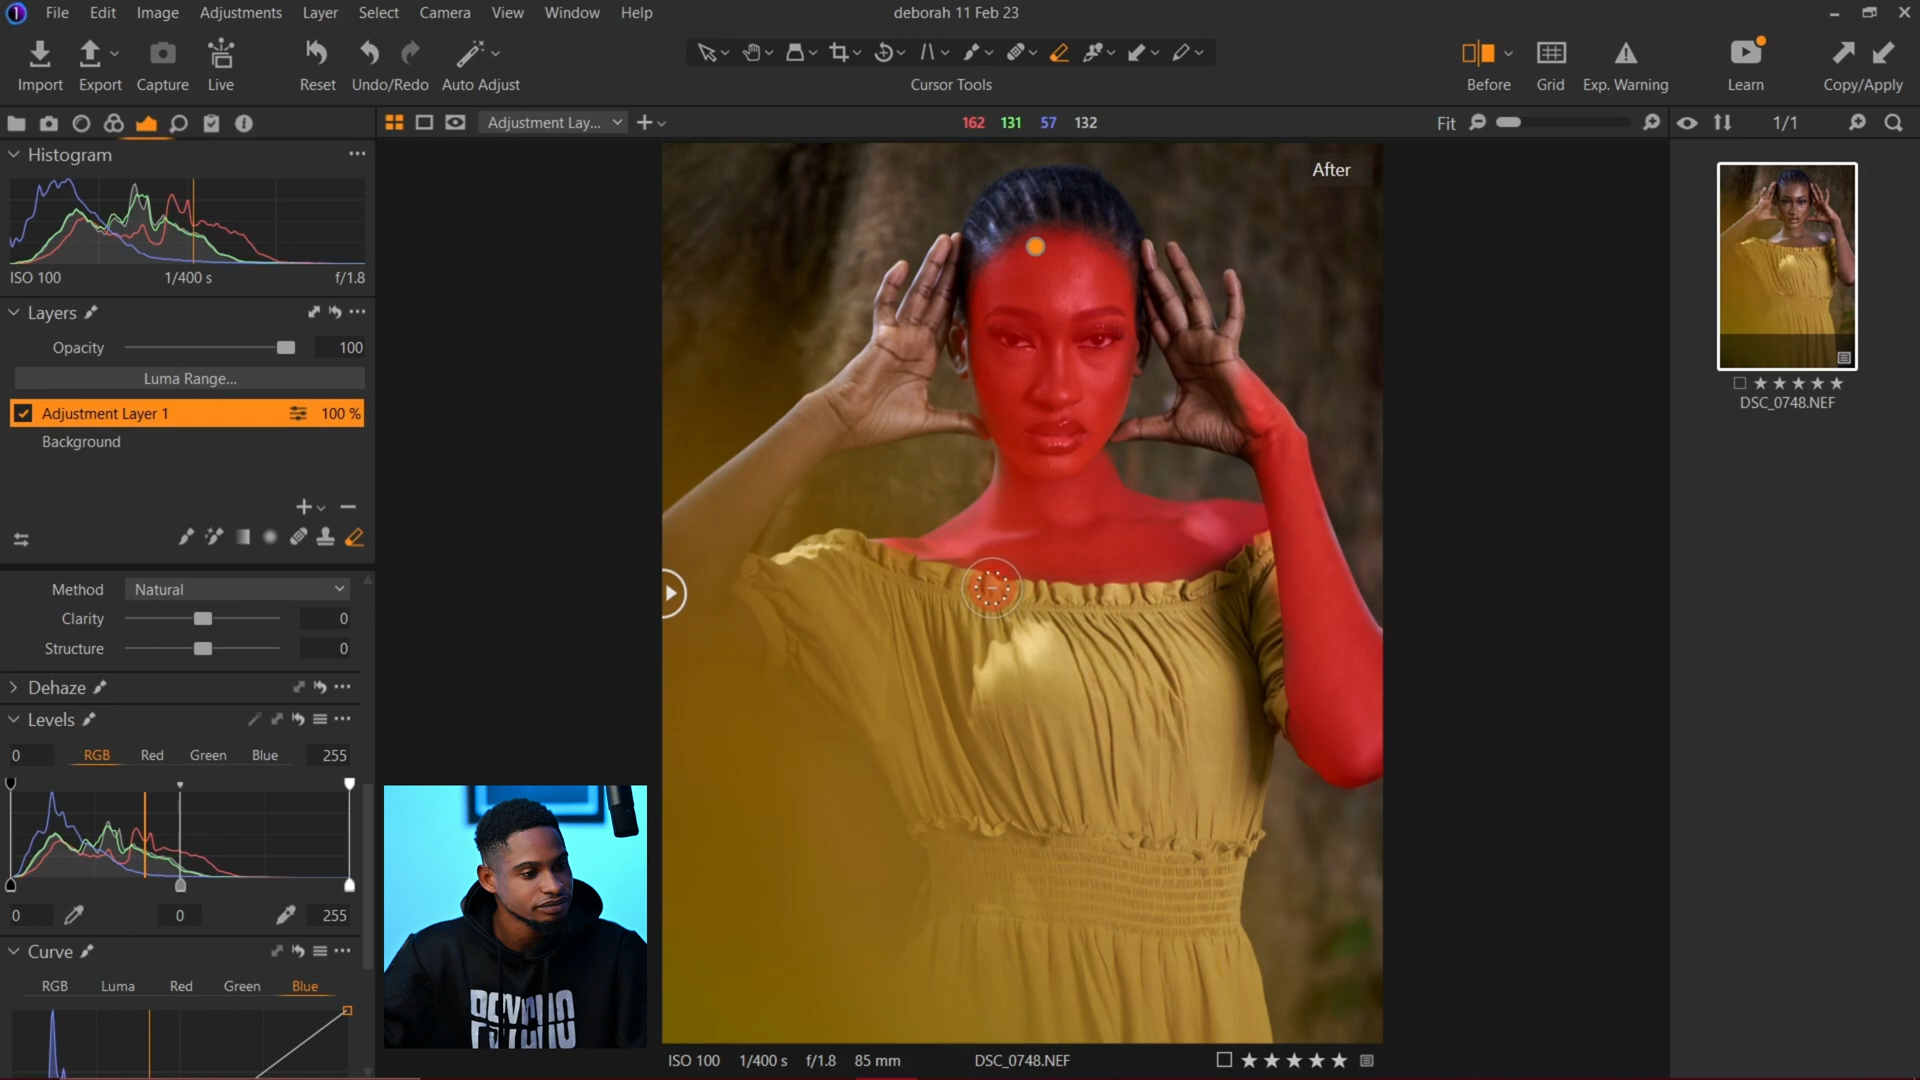 File Edit Image Adjustments Layer Select Camera View Window Help
deborah 11 Feb 23
Import Export Capture Live Reset Undo/Redo Auto Adjust
Cursor Tools
Before Grid Exp. Warning Learn Copy/Apply
Adjustment Lay...
162 131 57 132
Fit
1/1
Histogram
ISO 100 1/400 s f/1.8
Layers
Opacity 100
Luma Range...
Adjustment Layer 1 100 %
Background
Method Natural
Clarity 0
Structure 0
Dehaze
Levels
0 RGB Red Green Blue 255
0 0 255
Curve
RGB Luma Red Green Blue
After
PSYCHO
ISO 100 1/400 s f/1.8 85 mm DSC_0748.NEF
DSC_0748.NEF